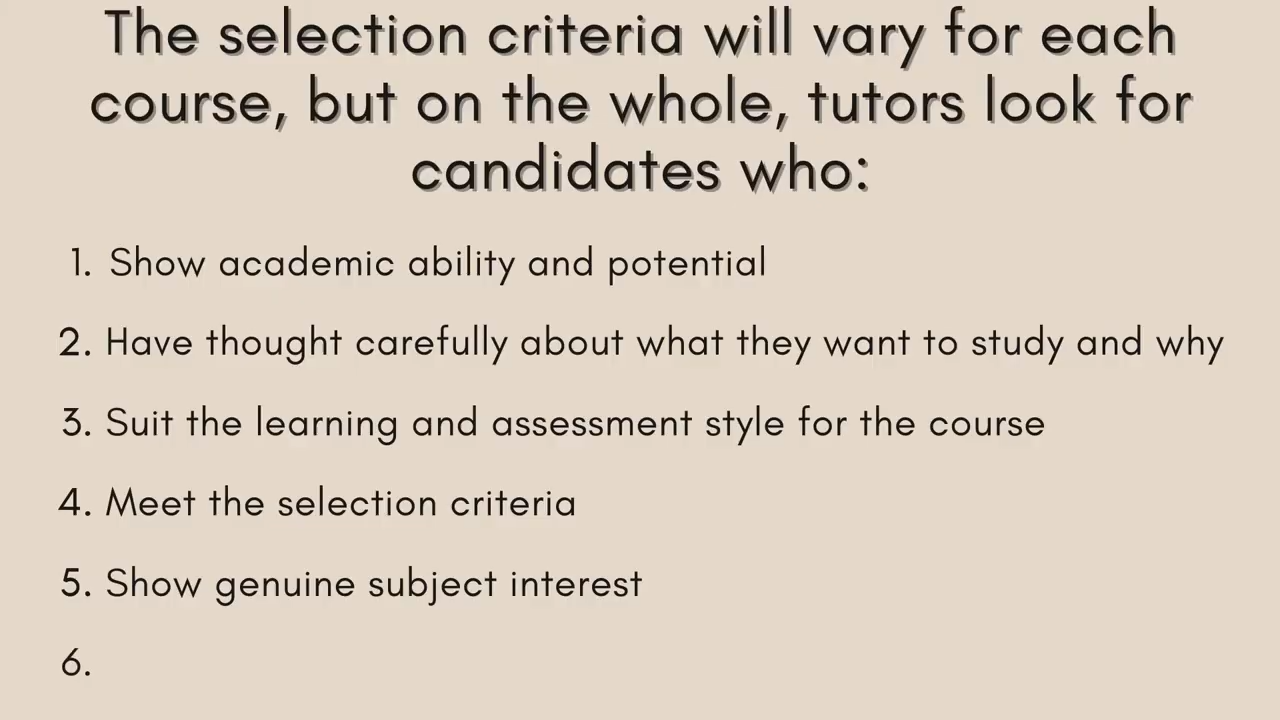 The selection criteria will vary for each
course, but on the whole, tutors look for
candidates who:
1. Show academic ability and potential
2. Have thought carefully about what they want to study and why
3. Suit the learning and assessment style for the course
4. Meet the selection criteria
5. Show genuine subject interest
6.